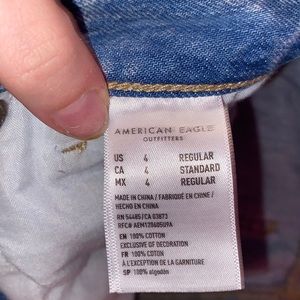 AMERICAN EAGLE
OUTFITTERS
US 4 REGULAR
CA 4 STANDARD
MX 4 REGULAR
MADE IN CHINA / FABRIQUÉ EN CHINE /
HECHO EN CHINA
RN 54485/CA 03873
RFC# AEM120605U9A
EN 100% COTTON
EXCLUSIVE OF DECORATION
FR 100% COTON
À L'EXCEPTION DE LA GARNITURE
SP 100% algodón